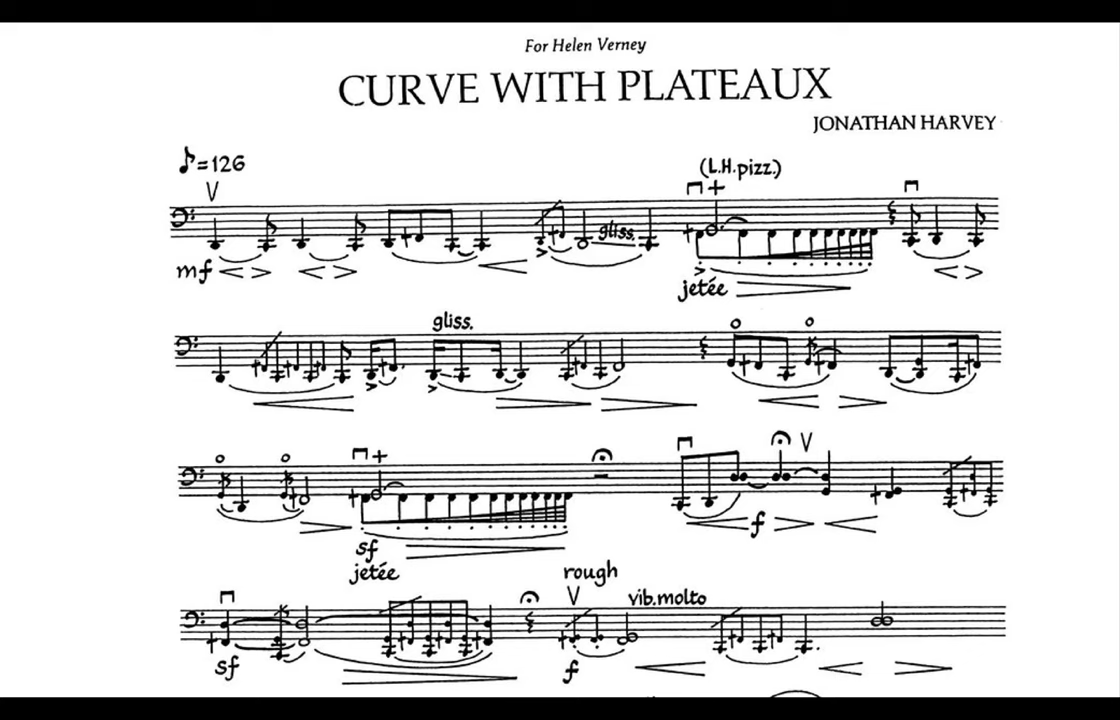 For Helen Verney
CURVE WITH PLATEAUX
JONATHAN HARVEY
♪=126
(L.H.pizz.)
gliss.
mf
jetée
gliss.
f
sf
jetée
rough
vib.molto
sf
f